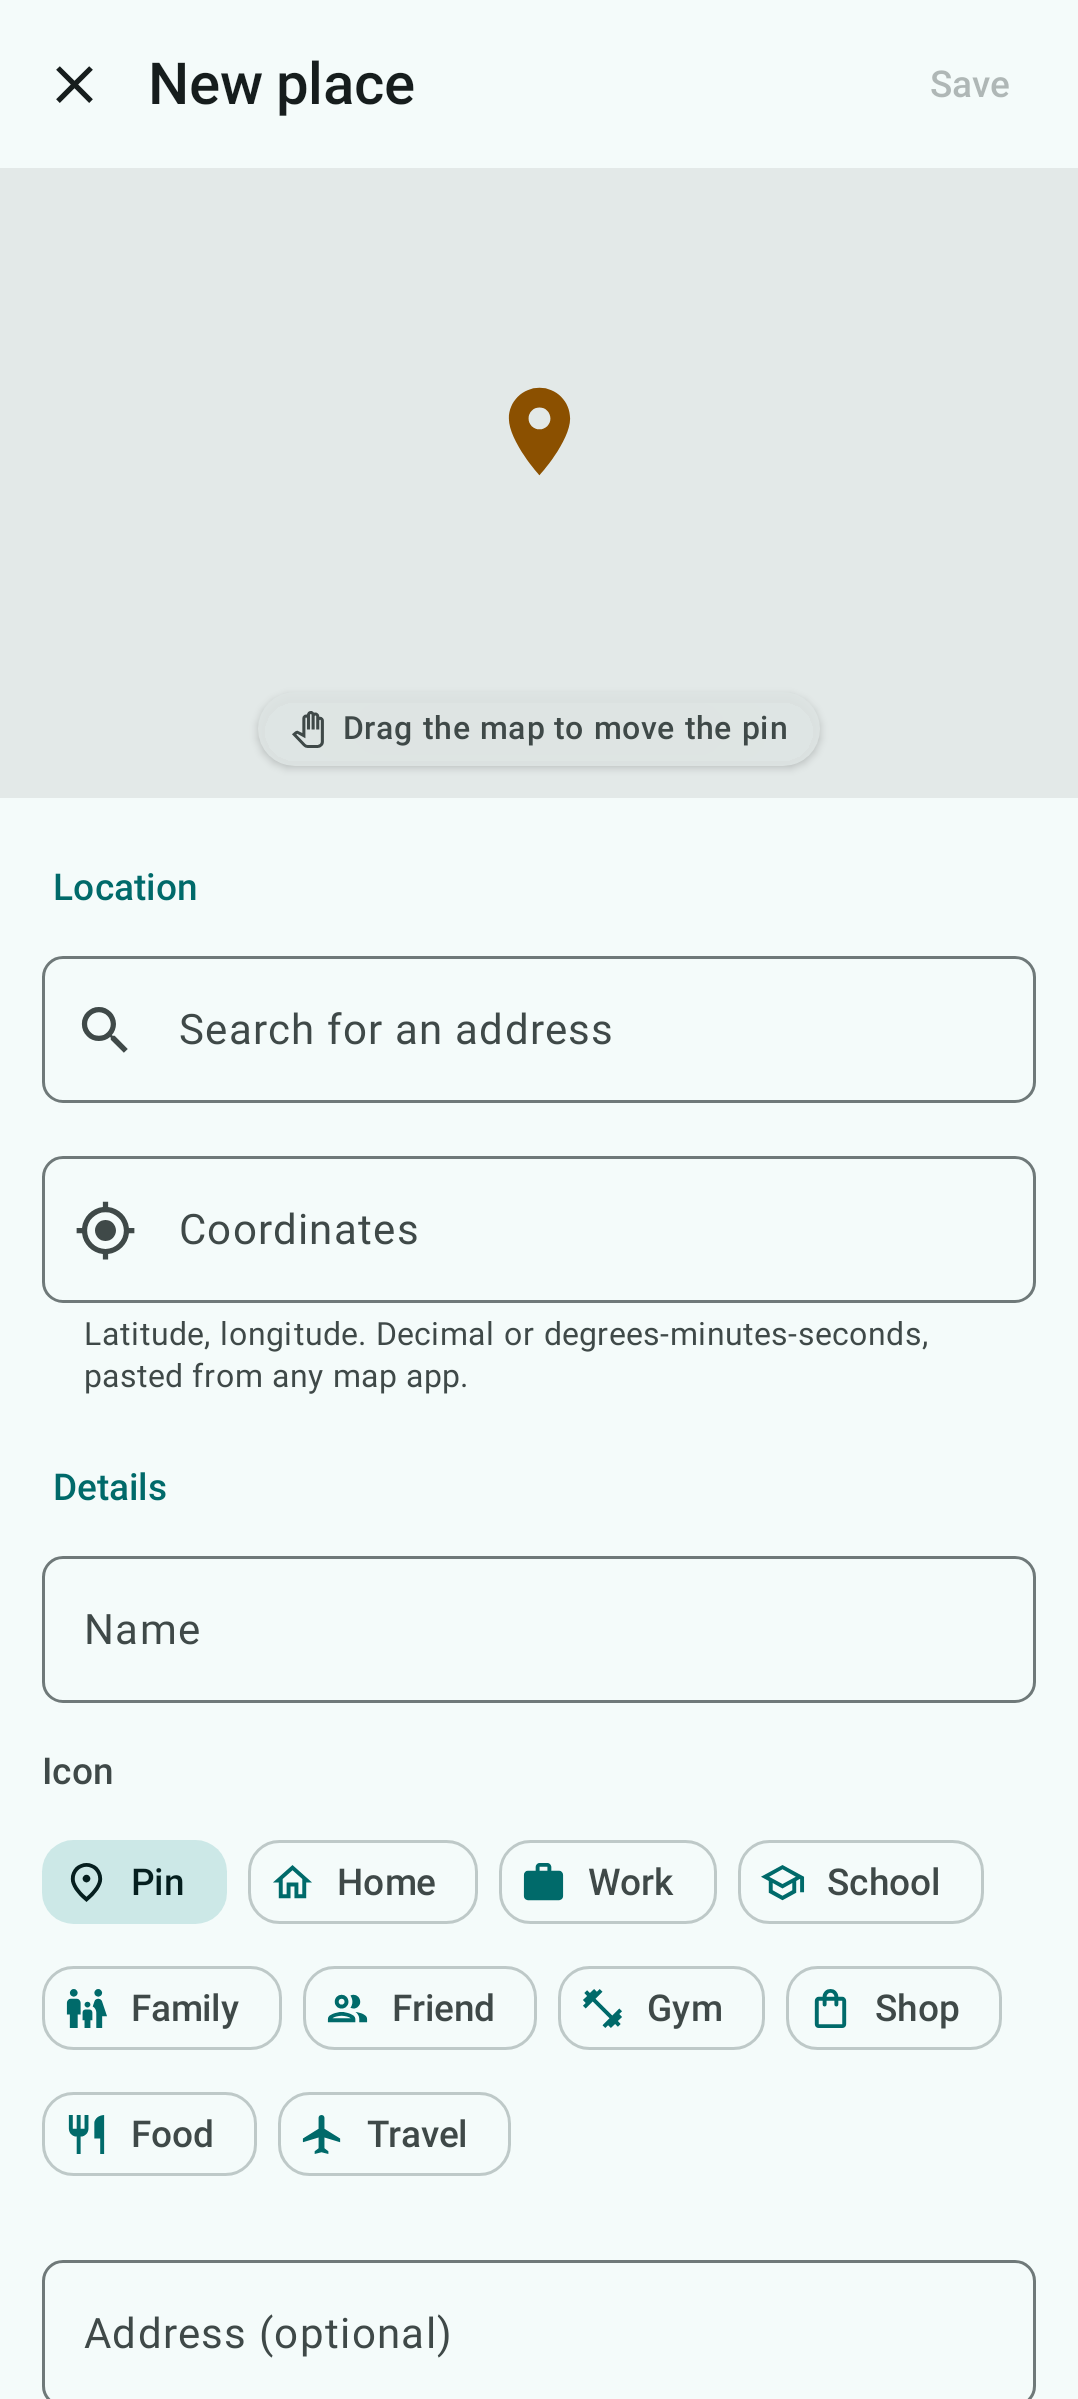 New place
Save
Drag the map to move the pin
Location
Search for an address
Coordinates
Latitude, longitude. Decimal or degrees-minutes-seconds,
pasted from any map app.
Details
Name
Icon
Pin
Home
Work
School
Family
Friend
Gym
Shop
Food
Travel
Address (optional)